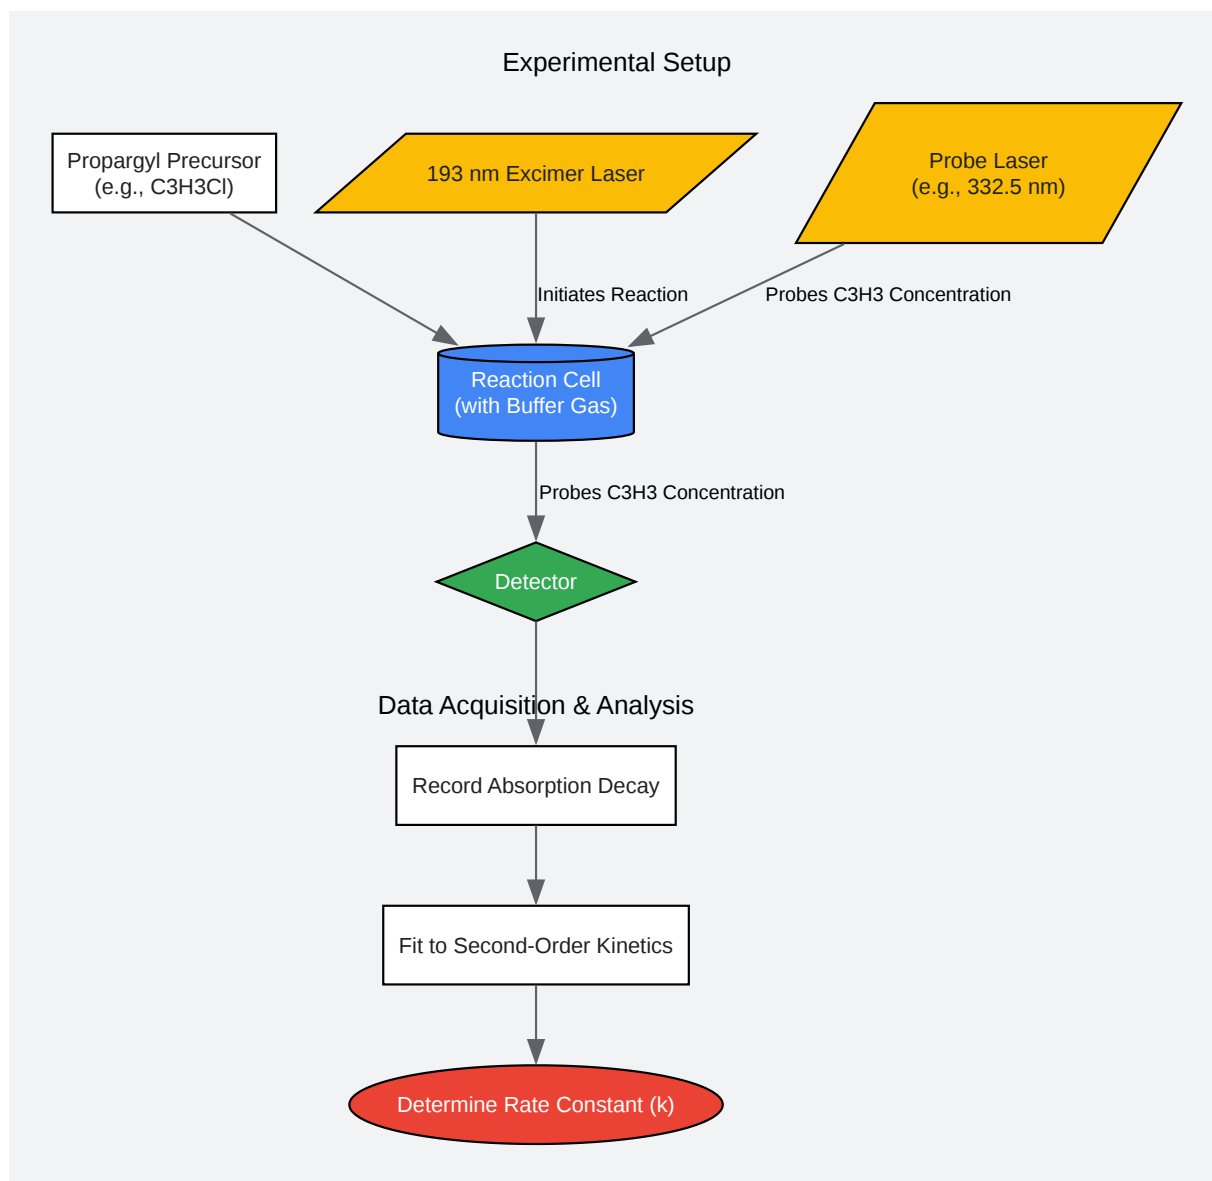 Experimental Setup
Propargyl Precursor
(e.g., C3H3Cl)
193 nm Excimer Laser
Probe Laser
(e.g., 332.5 nm)
Initiates Reaction
Probes C3H3 Concentration
Reaction Cell
(with Buffer Gas)
Probes C3H3 Concentration
Detector
Data Acquisition & Analysis
Record Absorption Decay
Fit to Second-Order Kinetics
Determine Rate Constant (k)